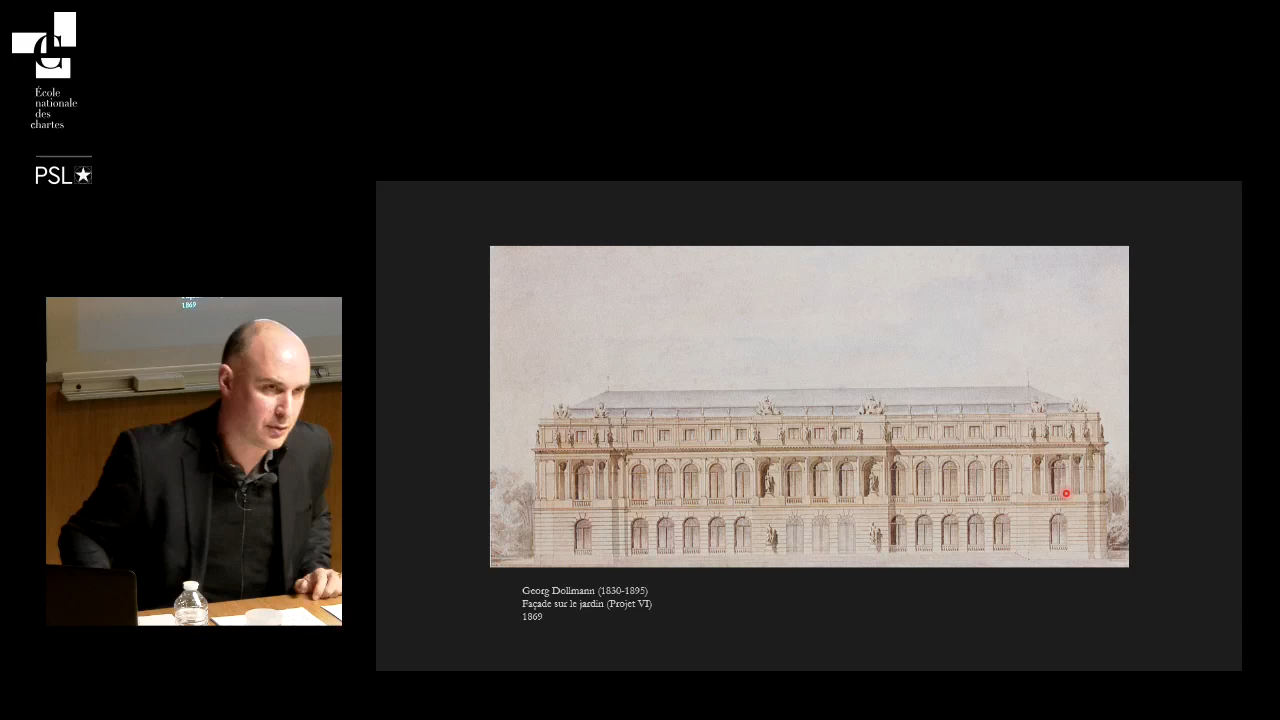 École
nationale
des
chartes
PSL
1869
Georg Dollmann (1830-1895)
Façade sur le jardin (Projet VI)
1869